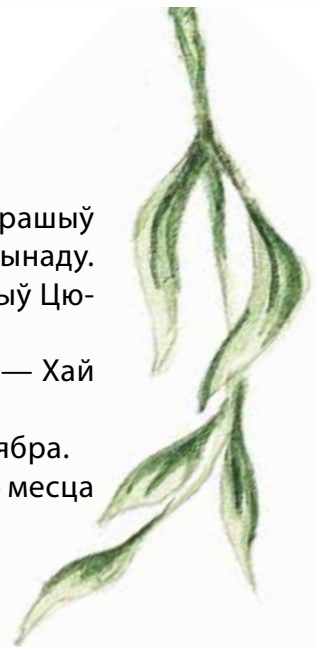 рашыў
ынаду.
ыў Цю-
— Хай
ябра.
месца